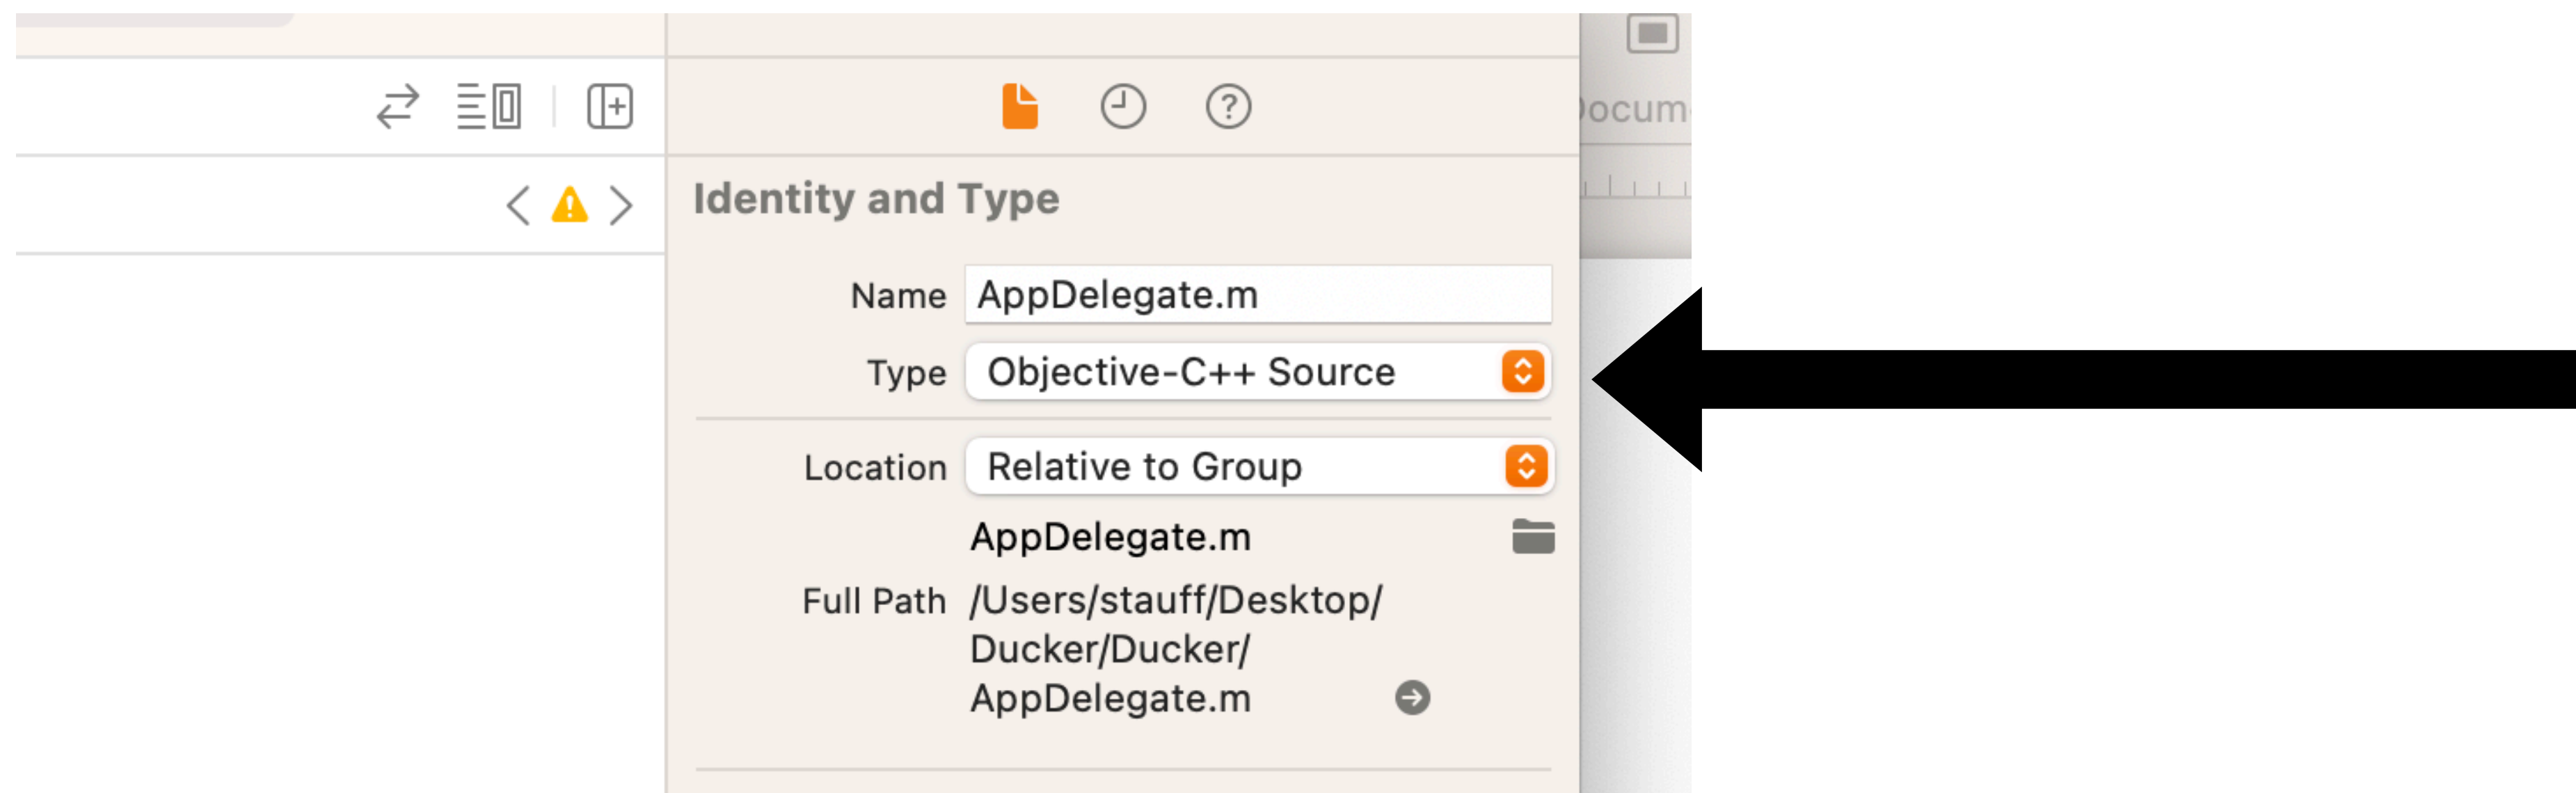 Identity and Type
Name AppDelegate.m
Type Objective-C++ Source
Location Relative to Group
AppDelegate.m
Full Path /Users/stauff/Desktop/
Ducker/Ducker/
AppDelegate.m